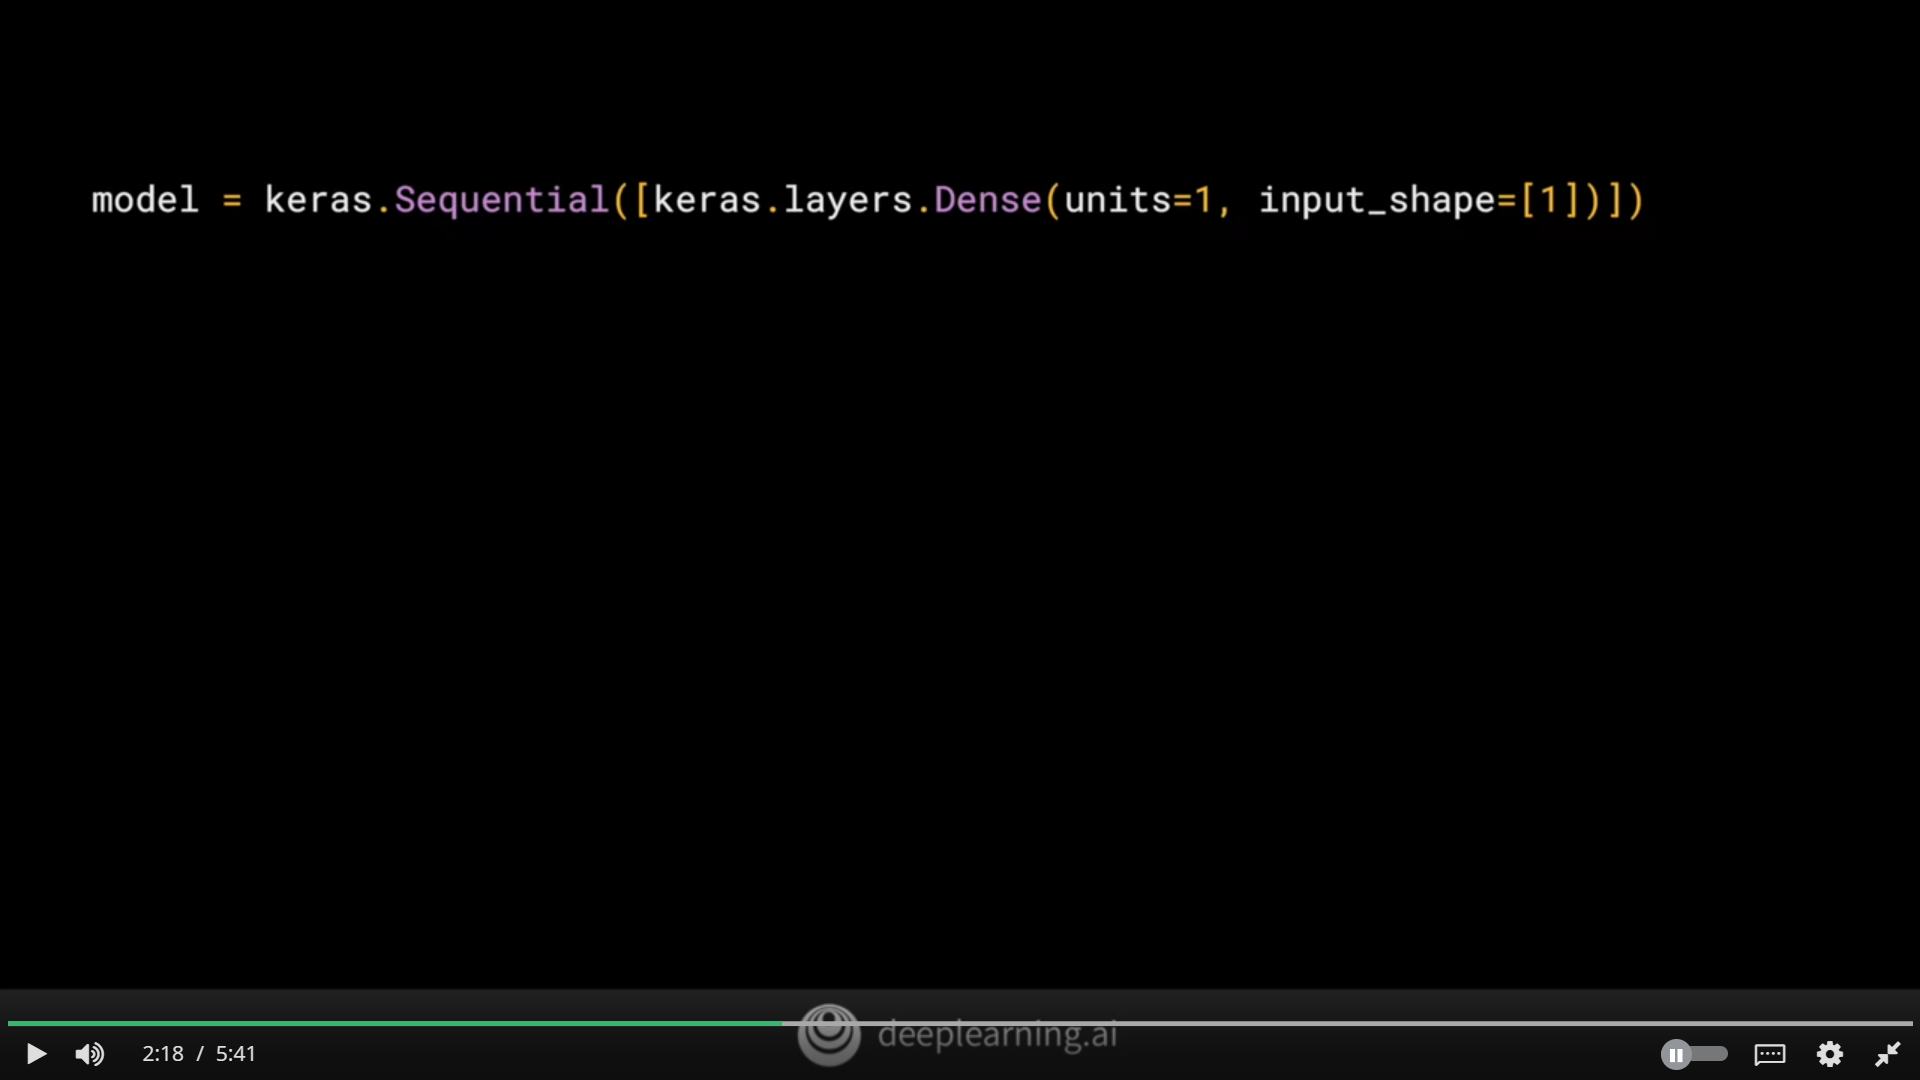 model = keras.Sequential([keras.layers.Dense(units=1, input_shape=[1])])
deeplearning.ai
2:18 / 5:41